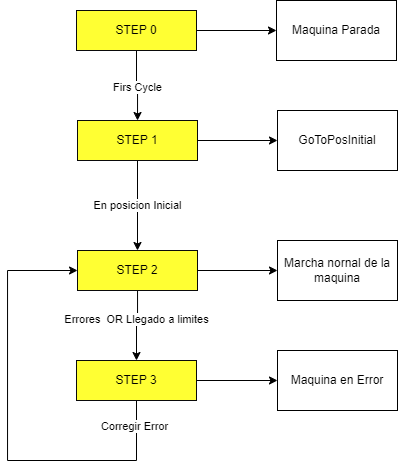 STEP 0
Maquina Parada
Firs Cycle
STEP 1
GoToPosInitial
En posicion Inicial
STEP 2
Marcha nornal de la
maquina
Errores  OR Llegado a limites
STEP 3
Maquina en Error
Corregir Error